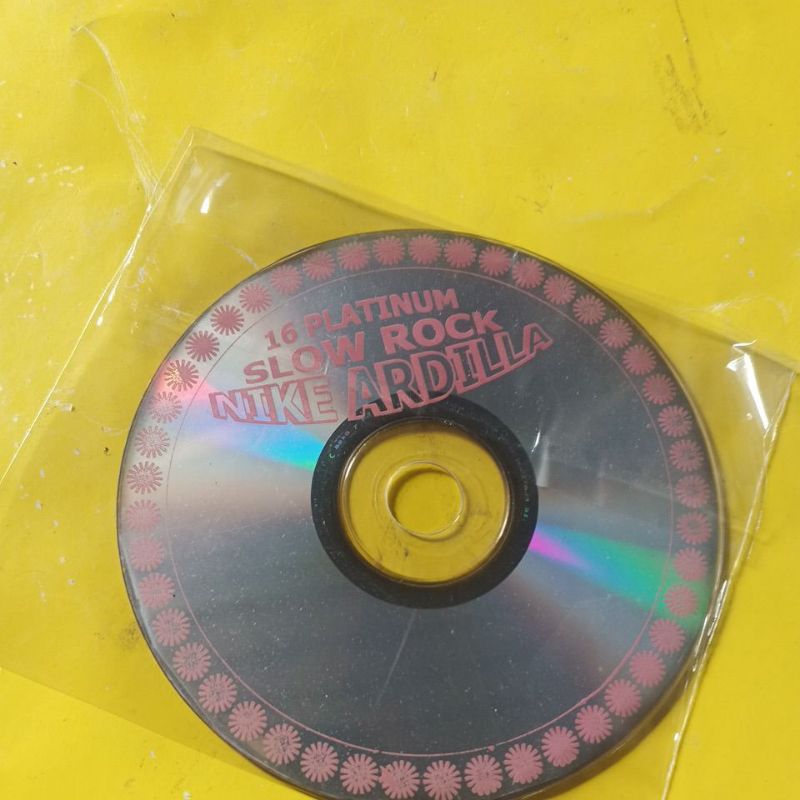 16 PLATINUM
SLOW ROCK
NIKE ARDILLA